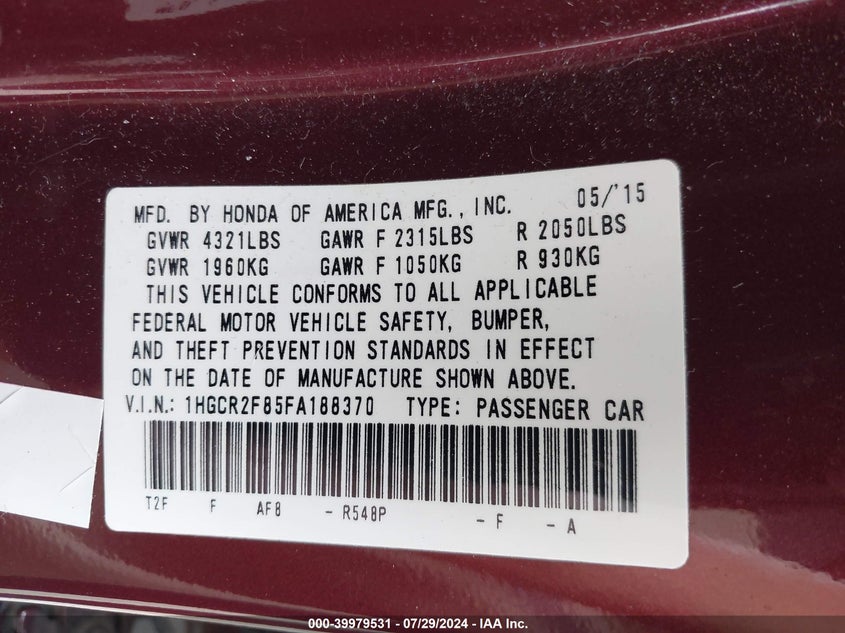 MFD. BY HONDA OF AMERICA MFG., INC. 05/'15
GVWR 4321LBS GAWR F 2315LBS R 2050LBS
GVWR 1960KG GAWR F 1050KG R 930KG
THIS VEHICLE CONFORMS TO ALL APPLICABLE
FEDERAL MOTOR VEHICLE SAFETY, BUMPER,
AND THEFT PREVENTION STANDARDS IN EFFECT
ON THE DATE OF MANUFACTURE SHOWN ABOVE.
V.I.N.: 1HGCR2F85FA188370 TYPE: PASSENGER CAR
T2F F AF8 - R548P - F - A
000-39979531 - 07/29/2024 - IAA Inc.